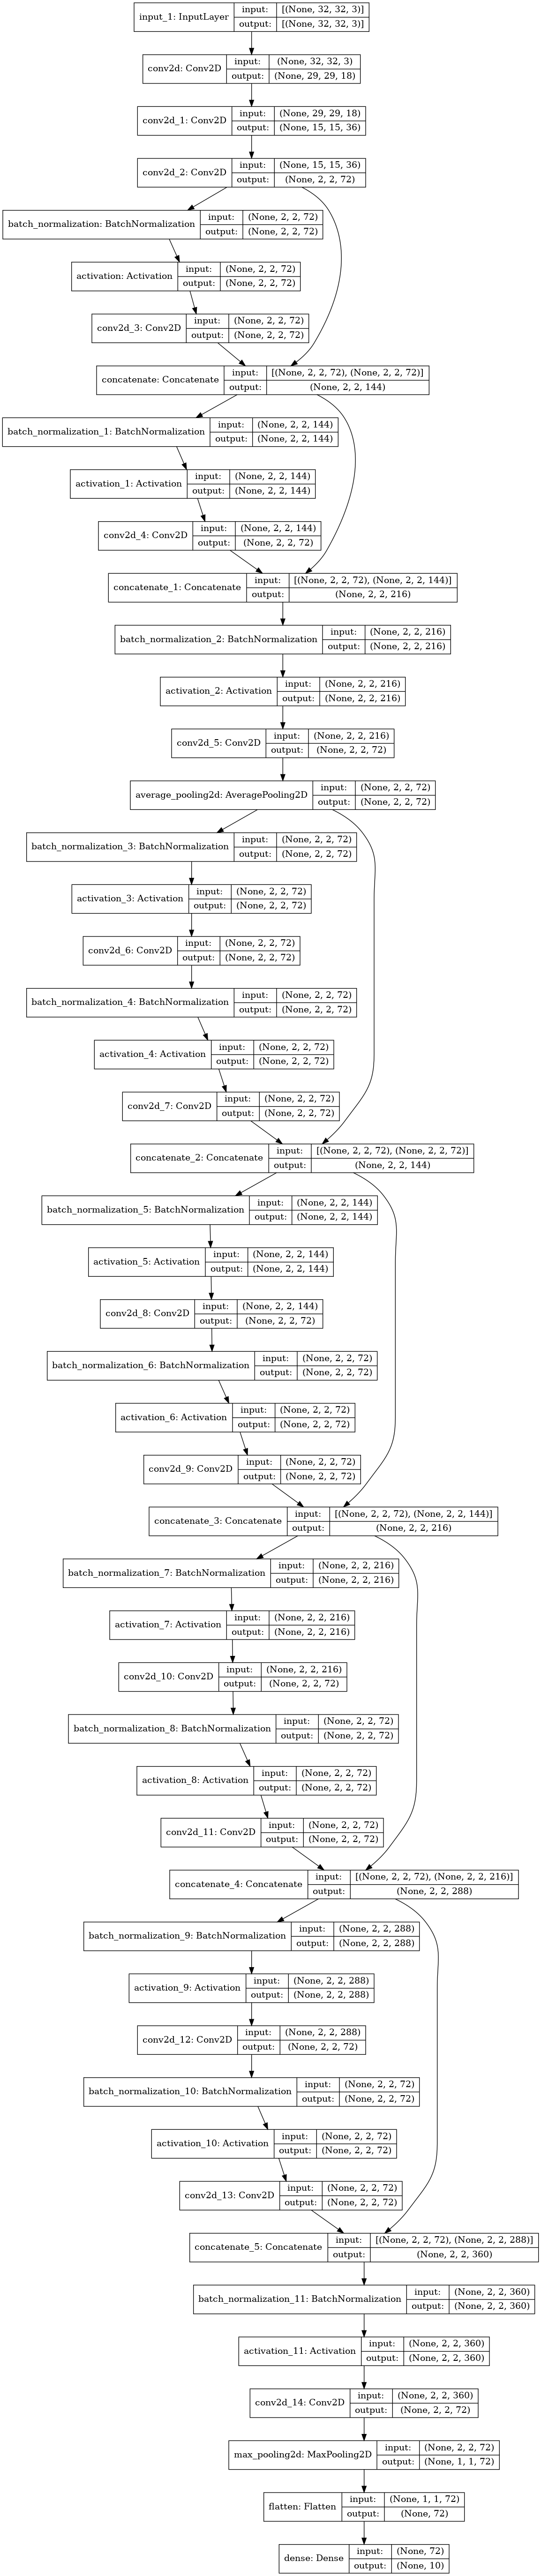 input_1: InputLayer input: [(None, 32, 32, 3)]
output: [(None, 32, 32, 3)]
conv2d: Conv2D input: (None, 32, 32, 3)
output: (None, 29, 29, 18)
conv2d_1: Conv2D input: (None, 29, 29, 18)
output: (None, 15, 15, 36)
conv2d_2: Conv2D input: (None, 15, 15, 36)
output: (None, 2, 2, 72)
batch_normalization: BatchNormalization input: (None, 2, 2, 72)
output: (None, 2, 2, 72)
activation: Activation input: (None, 2, 2, 72)
output: (None, 2, 2, 72)
conv2d_3: Conv2D input: (None, 2, 2, 72)
output: (None, 2, 2, 72)
concatenate: Concatenate input: [(None, 2, 2, 72), (None, 2, 2, 72)]
output: (None, 2, 2, 144)
batch_normalization_1: BatchNormalization input: (None, 2, 2, 144)
output: (None, 2, 2, 144)
activation_1: Activation input: (None, 2, 2, 144)
output: (None, 2, 2, 144)
conv2d_4: Conv2D input: (None, 2, 2, 144)
output: (None, 2, 2, 72)
concatenate_1: Concatenate input: [(None, 2, 2, 72), (None, 2, 2, 144)]
output: (None, 2, 2, 216)
batch_normalization_2: BatchNormalization input: (None, 2, 2, 216)
output: (None, 2, 2, 216)
activation_2: Activation input: (None, 2, 2, 216)
output: (None, 2, 2, 216)
conv2d_5: Conv2D input: (None, 2, 2, 216)
output: (None, 2, 2, 72)
average_pooling2d: AveragePooling2D input: (None, 2, 2, 72)
output: (None, 2, 2, 72)
batch_normalization_3: BatchNormalization input: (None, 2, 2, 72)
output: (None, 2, 2, 72)
activation_3: Activation input: (None, 2, 2, 72)
output: (None, 2, 2, 72)
conv2d_6: Conv2D input: (None, 2, 2, 72)
output: (None, 2, 2, 72)
batch_normalization_4: BatchNormalization input: (None, 2, 2, 72)
output: (None, 2, 2, 72)
activation_4: Activation input: (None, 2, 2, 72)
output: (None, 2, 2, 72)
conv2d_7: Conv2D input: (None, 2, 2, 72)
output: (None, 2, 2, 72)
concatenate_2: Concatenate input: [(None, 2, 2, 72), (None, 2, 2, 72)]
output: (None, 2, 2, 144)
batch_normalization_5: BatchNormalization input: (None, 2, 2, 144)
output: (None, 2, 2, 144)
activation_5: Activation input: (None, 2, 2, 144)
output: (None, 2, 2, 144)
conv2d_8: Conv2D input: (None, 2, 2, 144)
output: (None, 2, 2, 72)
batch_normalization_6: BatchNormalization input: (None, 2, 2, 72)
output: (None, 2, 2, 72)
activation_6: Activation input: (None, 2, 2, 72)
output: (None, 2, 2, 72)
conv2d_9: Conv2D input: (None, 2, 2, 72)
output: (None, 2, 2, 72)
concatenate_3: Concatenate input: [(None, 2, 2, 72), (None, 2, 2, 144)]
output: (None, 2, 2, 216)
batch_normalization_7: BatchNormalization input: (None, 2, 2, 216)
output: (None, 2, 2, 216)
activation_7: Activation input: (None, 2, 2, 216)
output: (None, 2, 2, 216)
conv2d_10: Conv2D input: (None, 2, 2, 216)
output: (None, 2, 2, 72)
batch_normalization_8: BatchNormalization input: (None, 2, 2, 72)
output: (None, 2, 2, 72)
activation_8: Activation input: (None, 2, 2, 72)
output: (None, 2, 2, 72)
conv2d_11: Conv2D input: (None, 2, 2, 72)
output: (None, 2, 2, 72)
concatenate_4: Concatenate input: [(None, 2, 2, 72), (None, 2, 2, 216)]
output: (None, 2, 2, 288)
batch_normalization_9: BatchNormalization input: (None, 2, 2, 288)
output: (None, 2, 2, 288)
activation_9: Activation input: (None, 2, 2, 288)
output: (None, 2, 2, 288)
conv2d_12: Conv2D input: (None, 2, 2, 288)
output: (None, 2, 2, 72)
batch_normalization_10: BatchNormalization input: (None, 2, 2, 72)
output: (None, 2, 2, 72)
activation_10: Activation input: (None, 2, 2, 72)
output: (None, 2, 2, 72)
conv2d_13: Conv2D input: (None, 2, 2, 72)
output: (None, 2, 2, 72)
concatenate_5: Concatenate input: [(None, 2, 2, 72), (None, 2, 2, 288)]
output: (None, 2, 2, 360)
batch_normalization_11: BatchNormalization input: (None, 2, 2, 360)
output: (None, 2, 2, 360)
activation_11: Activation input: (None, 2, 2, 360)
output: (None, 2, 2, 360)
conv2d_14: Conv2D input: (None, 2, 2, 360)
output: (None, 2, 2, 72)
max_pooling2d: MaxPooling2D input: (None, 2, 2, 72)
output: (None, 1, 1, 72)
flatten: Flatten input: (None, 1, 1, 72)
output: (None, 72)
dense: Dense input: (None, 72)
output: (None, 10)